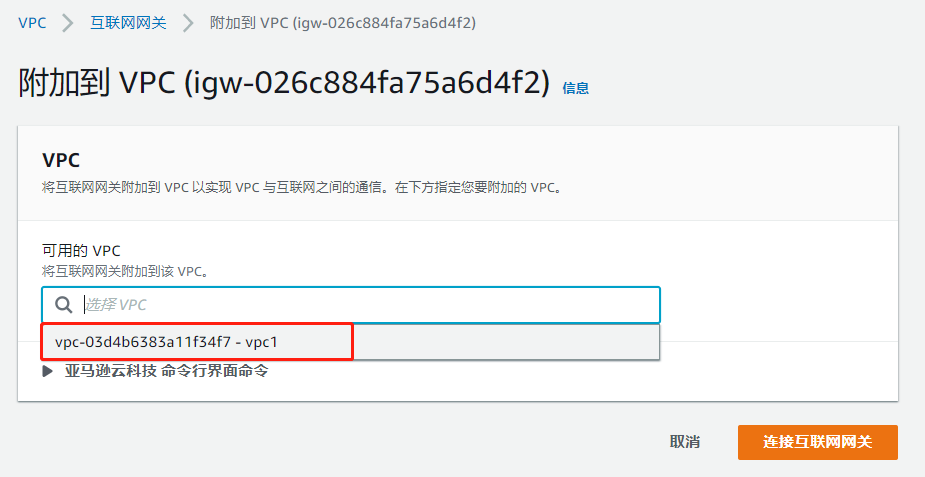 VPC 互联网网关 附加到 VPC (igw-026c884fa75a6d4f2)
附加到 VPC (igw-026c884fa75a6d4f2) 信息
VPC
将互联网网关附加到 VPC 以实现 VPC 与互联网之间的通信。在下方指定您要附加的 VPC。
可用的 VPC
将互联网网关附加到该 VPC。
选择 VPC
vpc-03d4b6383a11f34f7 - vpc1
亚马逊云科技 命令行界面命令
取消 连接互联网网关